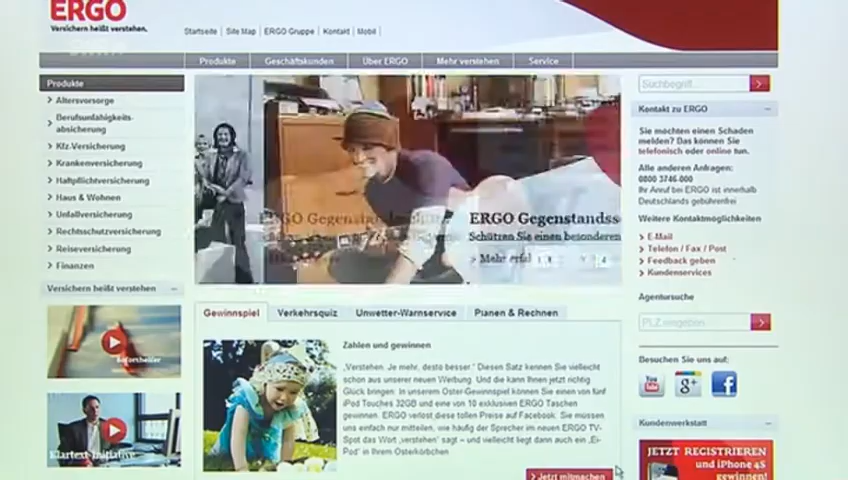 ERGO
Versichern heißt verstehen.
Startseite | Site Map | ERGO Gruppe | Kontakt | Mobil
Produkte Geschäftskunden Über ERGO Mehr verstehen Service
Produkte
Altersvorsorge
Berufsunfähigkeits-
absicherung
Kfz-Versicherung
Krankenversicherung
Haftpflichtversicherung
Haus & Wohnen
Unfallversicherung
Rechtsschutzversicherung
Reiseversicherung
Finanzen
Versichern heißt verstehen
Soforthelfer
Klartext-Initiative
ERGO Gegenstandss
Schützen Sie einen besonderen
Mehr erfa
Gewinnspiel Verkehrsquiz Unwetter-Warnservice Planen & Rechnen
Zählen und gewinnen
„Verstehen. Je mehr, desto besser.“ Diesen Satz kennen Sie vielleicht
schon aus unserer neuen Werbung. Und die kann Ihnen jetzt richtig
Glück bringen: In unserem Oster-Gewinnspiel können Sie einen von fünf
iPod Touches 32GB und eine von 10 exklusiven ERGO Taschen
gewinnen. ERGO verlost diese tollen Preise auf Facebook. Sie müssen
uns einfach nur mitteilen, wie häufig der Sprecher im neuen ERGO TV-
Spot das Wort „verstehen“ sagt – und vielleicht liegt dann auch ein „Ei-
Pod“ in Ihrem Osterkörbchen
Jetzt mitmachen
Suchbegriff...
Kontakt zu ERGO
Sie möchten einen Schaden
melden? Das können Sie
telefonisch oder online tun.
Alle anderen Anfragen:
0800 3746-000
Ihr Anruf bei ERGO ist innerhalb
Deutschlands gebührenfrei
Weitere Kontaktmöglichkeiten
E-Mail
Telefon / Fax / Post
Feedback geben
Kundenservices
Agentursuche
PLZ eingeben
Besuchen Sie uns auf:
You Tube
g+
f
Kundenwerkstatt
JETZT REGISTRIEREN
und iPhone 4S
gewinnen!